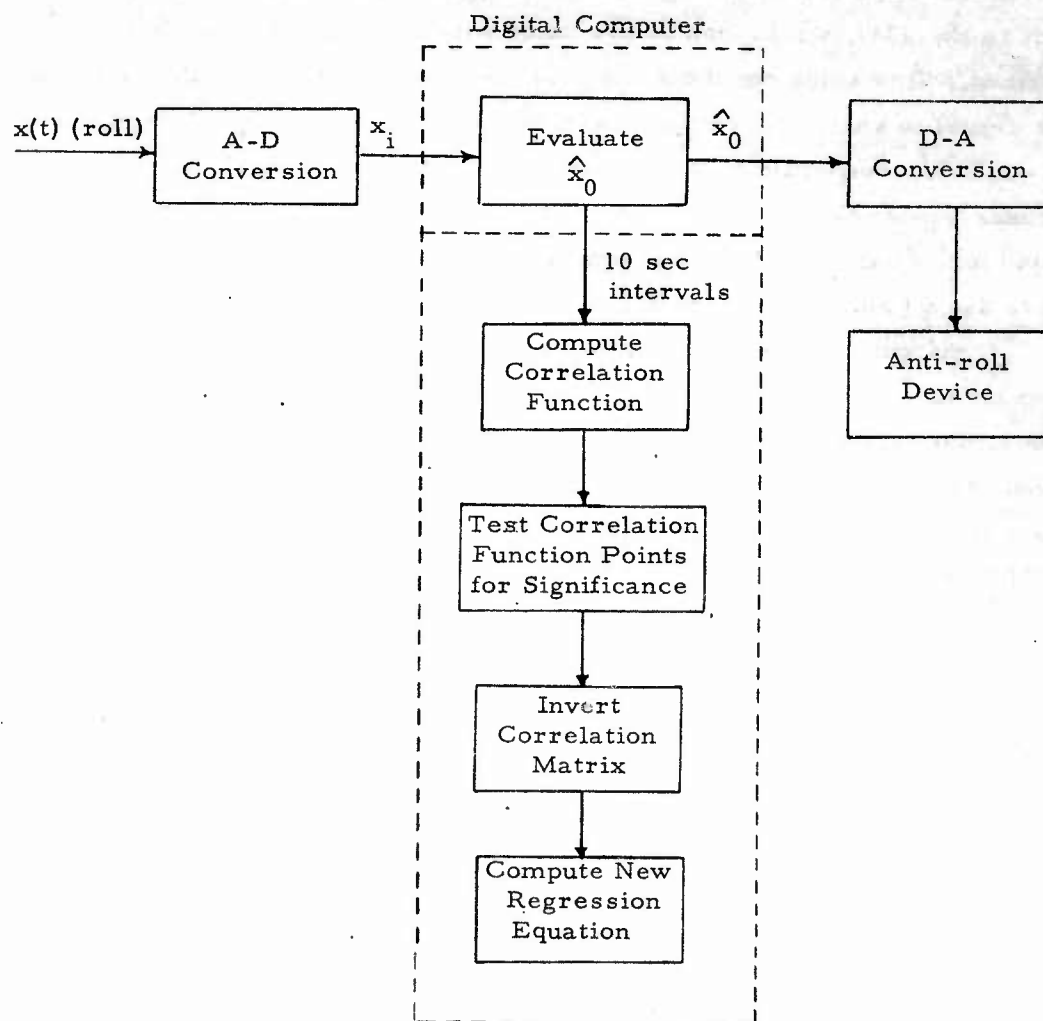 Digital Computer
x(t) (roll)
A-D
Conversion
x_i
Evaluate
x̂_0
x̂_0
D-A
Conversion
10 sec
intervals
Compute
Correlation
Function
Anti-roll
Device
Test Correlation
Function Points
for Significance
Invert
Correlation
Matrix
Compute New
Regression
Equation